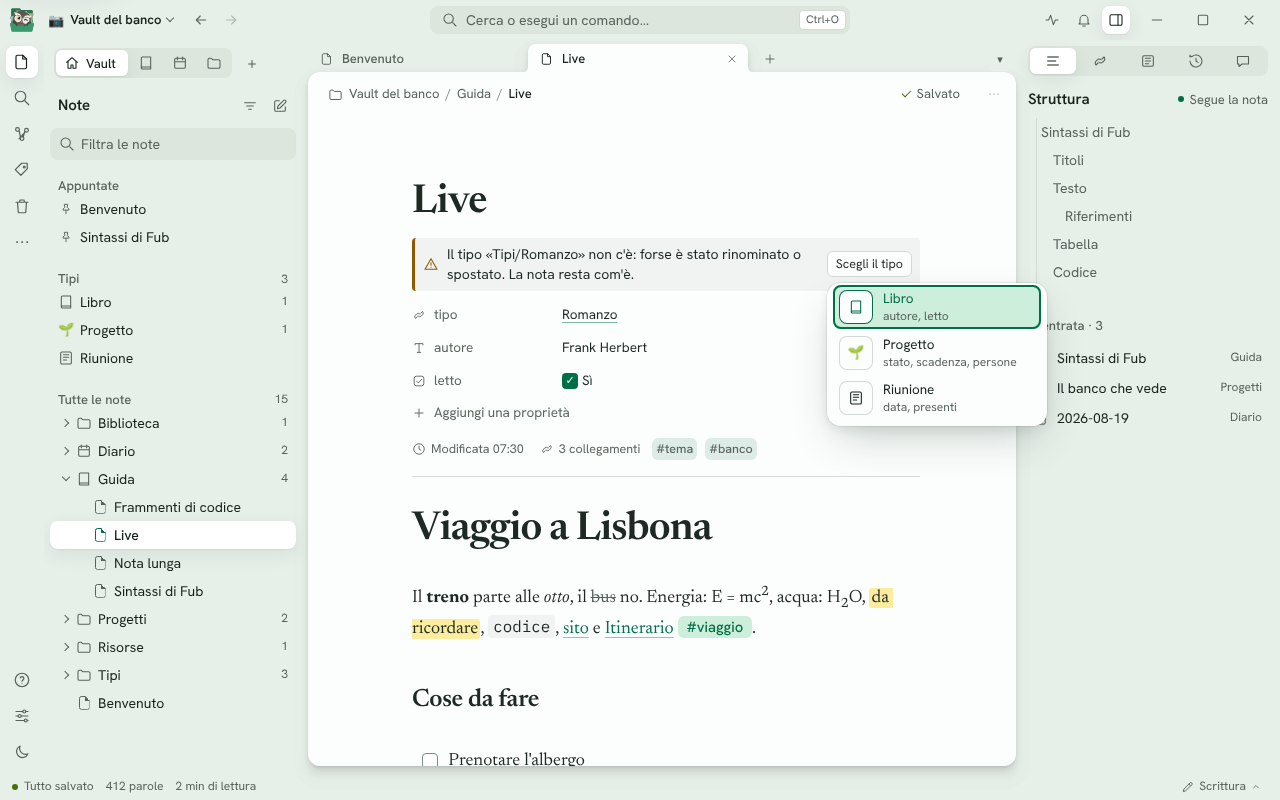 Vault del banco
Cerca o esegui un comando…
Ctrl+O
Vault
Note
Filtra le note
Appuntate
Benvenuto
Sintassi di Fub
Tipi 3
Libro 1
Progetto 1
Riunione
Tutte le note 15
Biblioteca 1
Diario 2
Guida 4
Frammenti di codice
Live
Nota lunga
Sintassi di Fub
Progetti 2
Risorse 1
Tipi 3
Benvenuto
Benvenuto
Live
Vault del banco / Guida / Live
Salvato
Live
Il tipo «Tipi/Romanzo» non c'è: forse è stato rinominato o
spostato. La nota resta com'è.
Scegli il tipo
Libro
autore, letto
Progetto
stato, scadenza, persone
Riunione
data, presenti
tipo Romanzo
autore Frank Herbert
letto Sì
Aggiungi una proprietà
Modificata 07:30 3 collegamenti #tema #banco
Viaggio a Lisbona
Il treno parte alle otto, il bus no. Energia: E = mc2, acqua: H2O, da
ricordare, codice, sito e Itinerario #viaggio.
Cose da fare
Prenotare l'albergo
Struttura
Segue la nota
Sintassi di Fub
Titoli
Testo
Riferimenti
Tabella
Codice
entrata · 3
Sintassi di Fub Guida
Il banco che vede Progetti
2026-08-19 Diario
Tutto salvato 412 parole 2 min di lettura
Scrittura